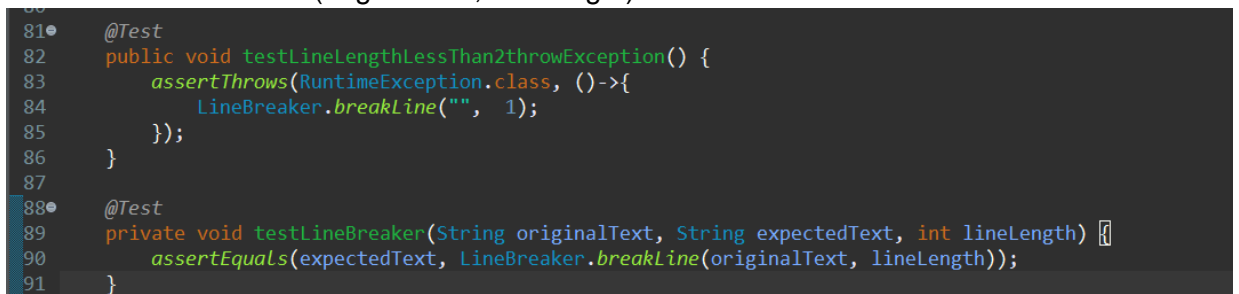 81 @Test
82 public void testLineLengthLessThan2throwException() {
83 assertThrows(RuntimeException.class, ()->{
84 LineBreaker.breakLine("", 1);
85 });
86 }
87
88 @Test
89 private void testLineBreaker(String originalText, String expectedText, int lineLength) {
90 assertEquals(expectedText, LineBreaker.breakLine(originalText, lineLength));
91 }